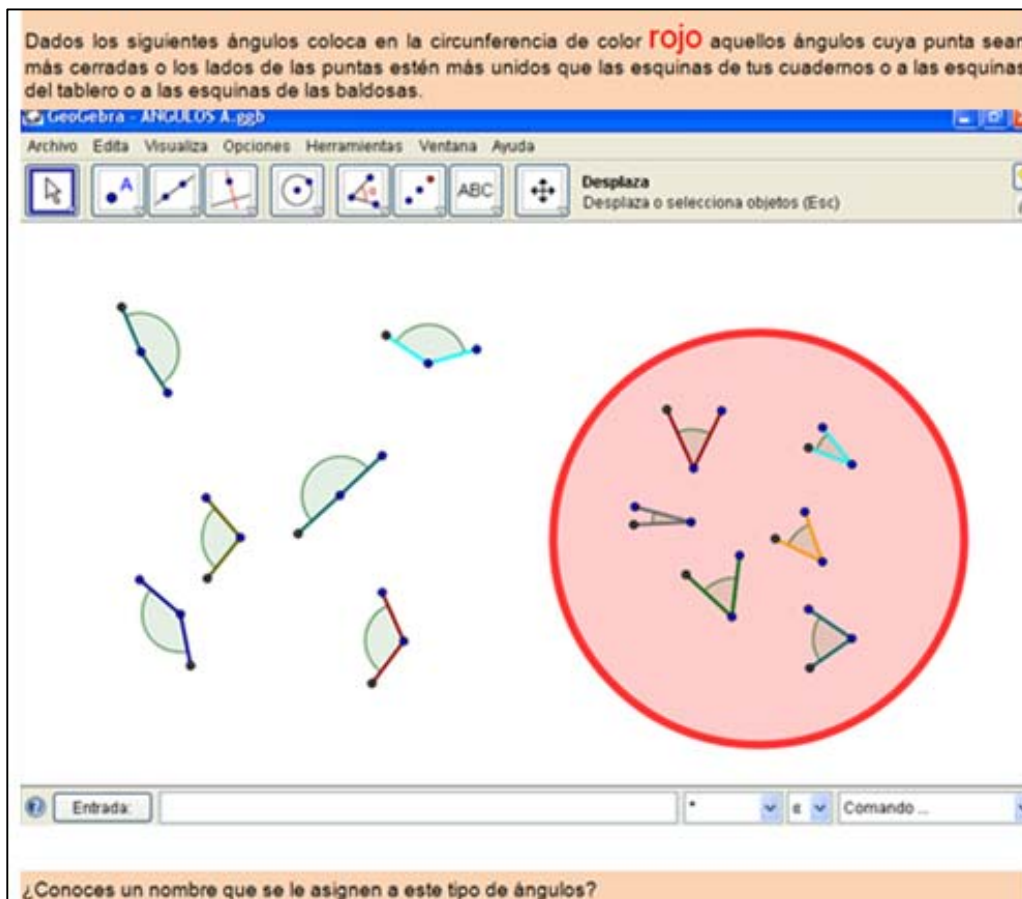 Dados los siguientes ángulos coloca en la circunferencia de color rojo aquellos ángulos cuya punta sean
más cerradas o los lados de las puntas estén más unidos que las esquinas de tus cuadernos o a las esquinas
del tablero o a las esquinas de las baldosas.
GeoGebra - ANGULOS A.ggb
Archivo Edita Visualiza Opciones Herramientas Ventana Ayuda
A
α
ABC
Desplaza
Desplaza o selecciona objetos (Esc)
Entrada:
Comando ...
¿Conoces un nombre que se le asignen a este tipo de ángulos?